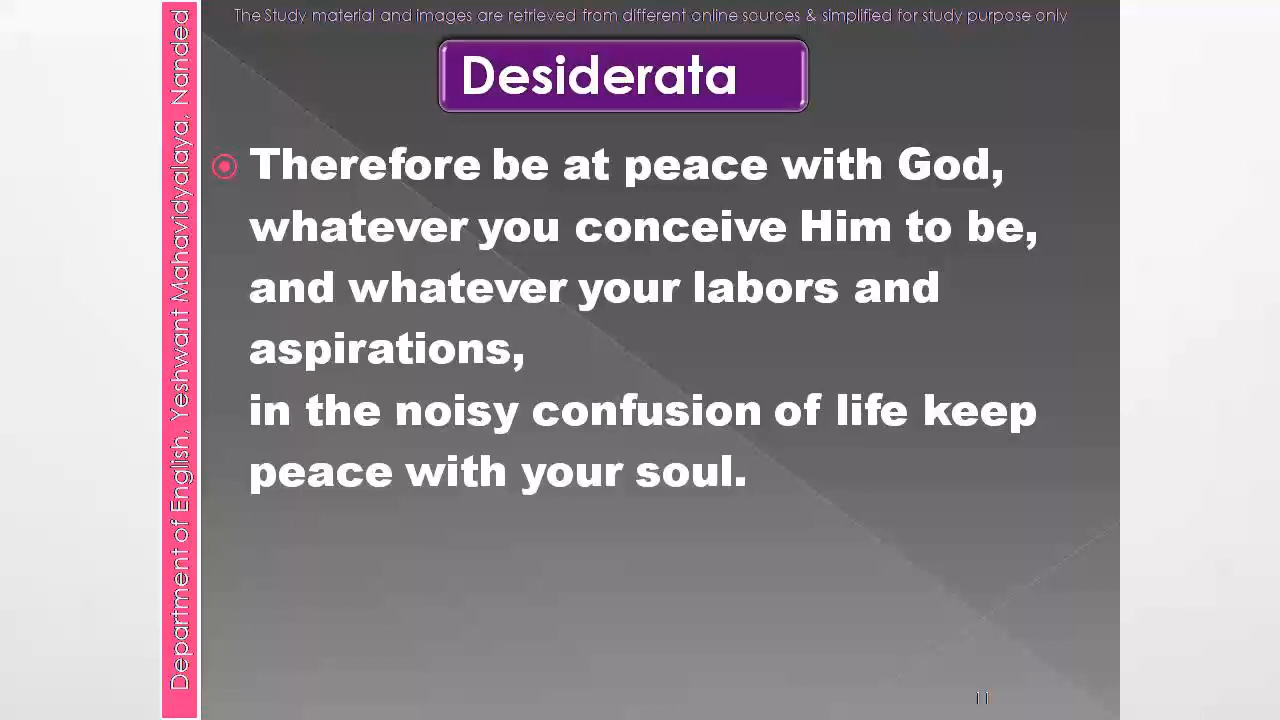 The Study material and images are retrieved from different online sources & simplified for study purpose only
Desiderata
Therefore be at peace with God,
whatever you conceive Him to be,
and whatever your labors and
aspirations,
in the noisy confusion of life keep
peace with your soul.
Department of English, Yeshwant Mahavidyalaya, Nanded
11